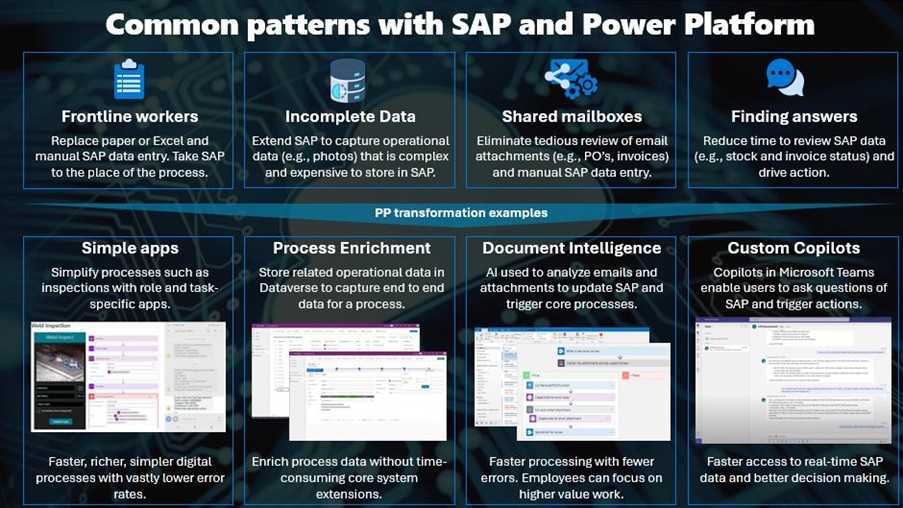 Common patterns with SAP and Power Platform
Frontline workers
Replace paper or Excel and
manual SAP data entry. Take SAP
to the place of the process.
Incomplete Data
Extend SAP to capture operational
data (e.g., photos) that is complex
and expensive to store in SAP.
Shared mailboxes
Eliminate tedious review of email
attachments (e.g., PO's, invoices)
and manual SAP data entry.
Finding answers
Reduce time to review SAP data
(e.g., stock and invoice status) and
drive action.
PP transformation examples
Simple apps
Simplify processes such as
inspections with role and task-
specific apps.
Weld Inspection
Weld Inspect
Faster, richer, simpler digital
processes with vastly lower error
rates.
Process Enrichment
Store related operational data in
Dataverse to capture end to end
data for a process.
Enrich process data without time-
consuming core system
extensions.
Document Intelligence
AI used to analyze emails and
attachments to update SAP and
trigger core processes.
Faster processing with fewer
errors. Employees can focus on
higher value work.
Custom Copilots
Copilots in Microsoft Teams
enable users to ask questions of
SAP and trigger actions.
Faster access to real-time SAP
data and better decision making.